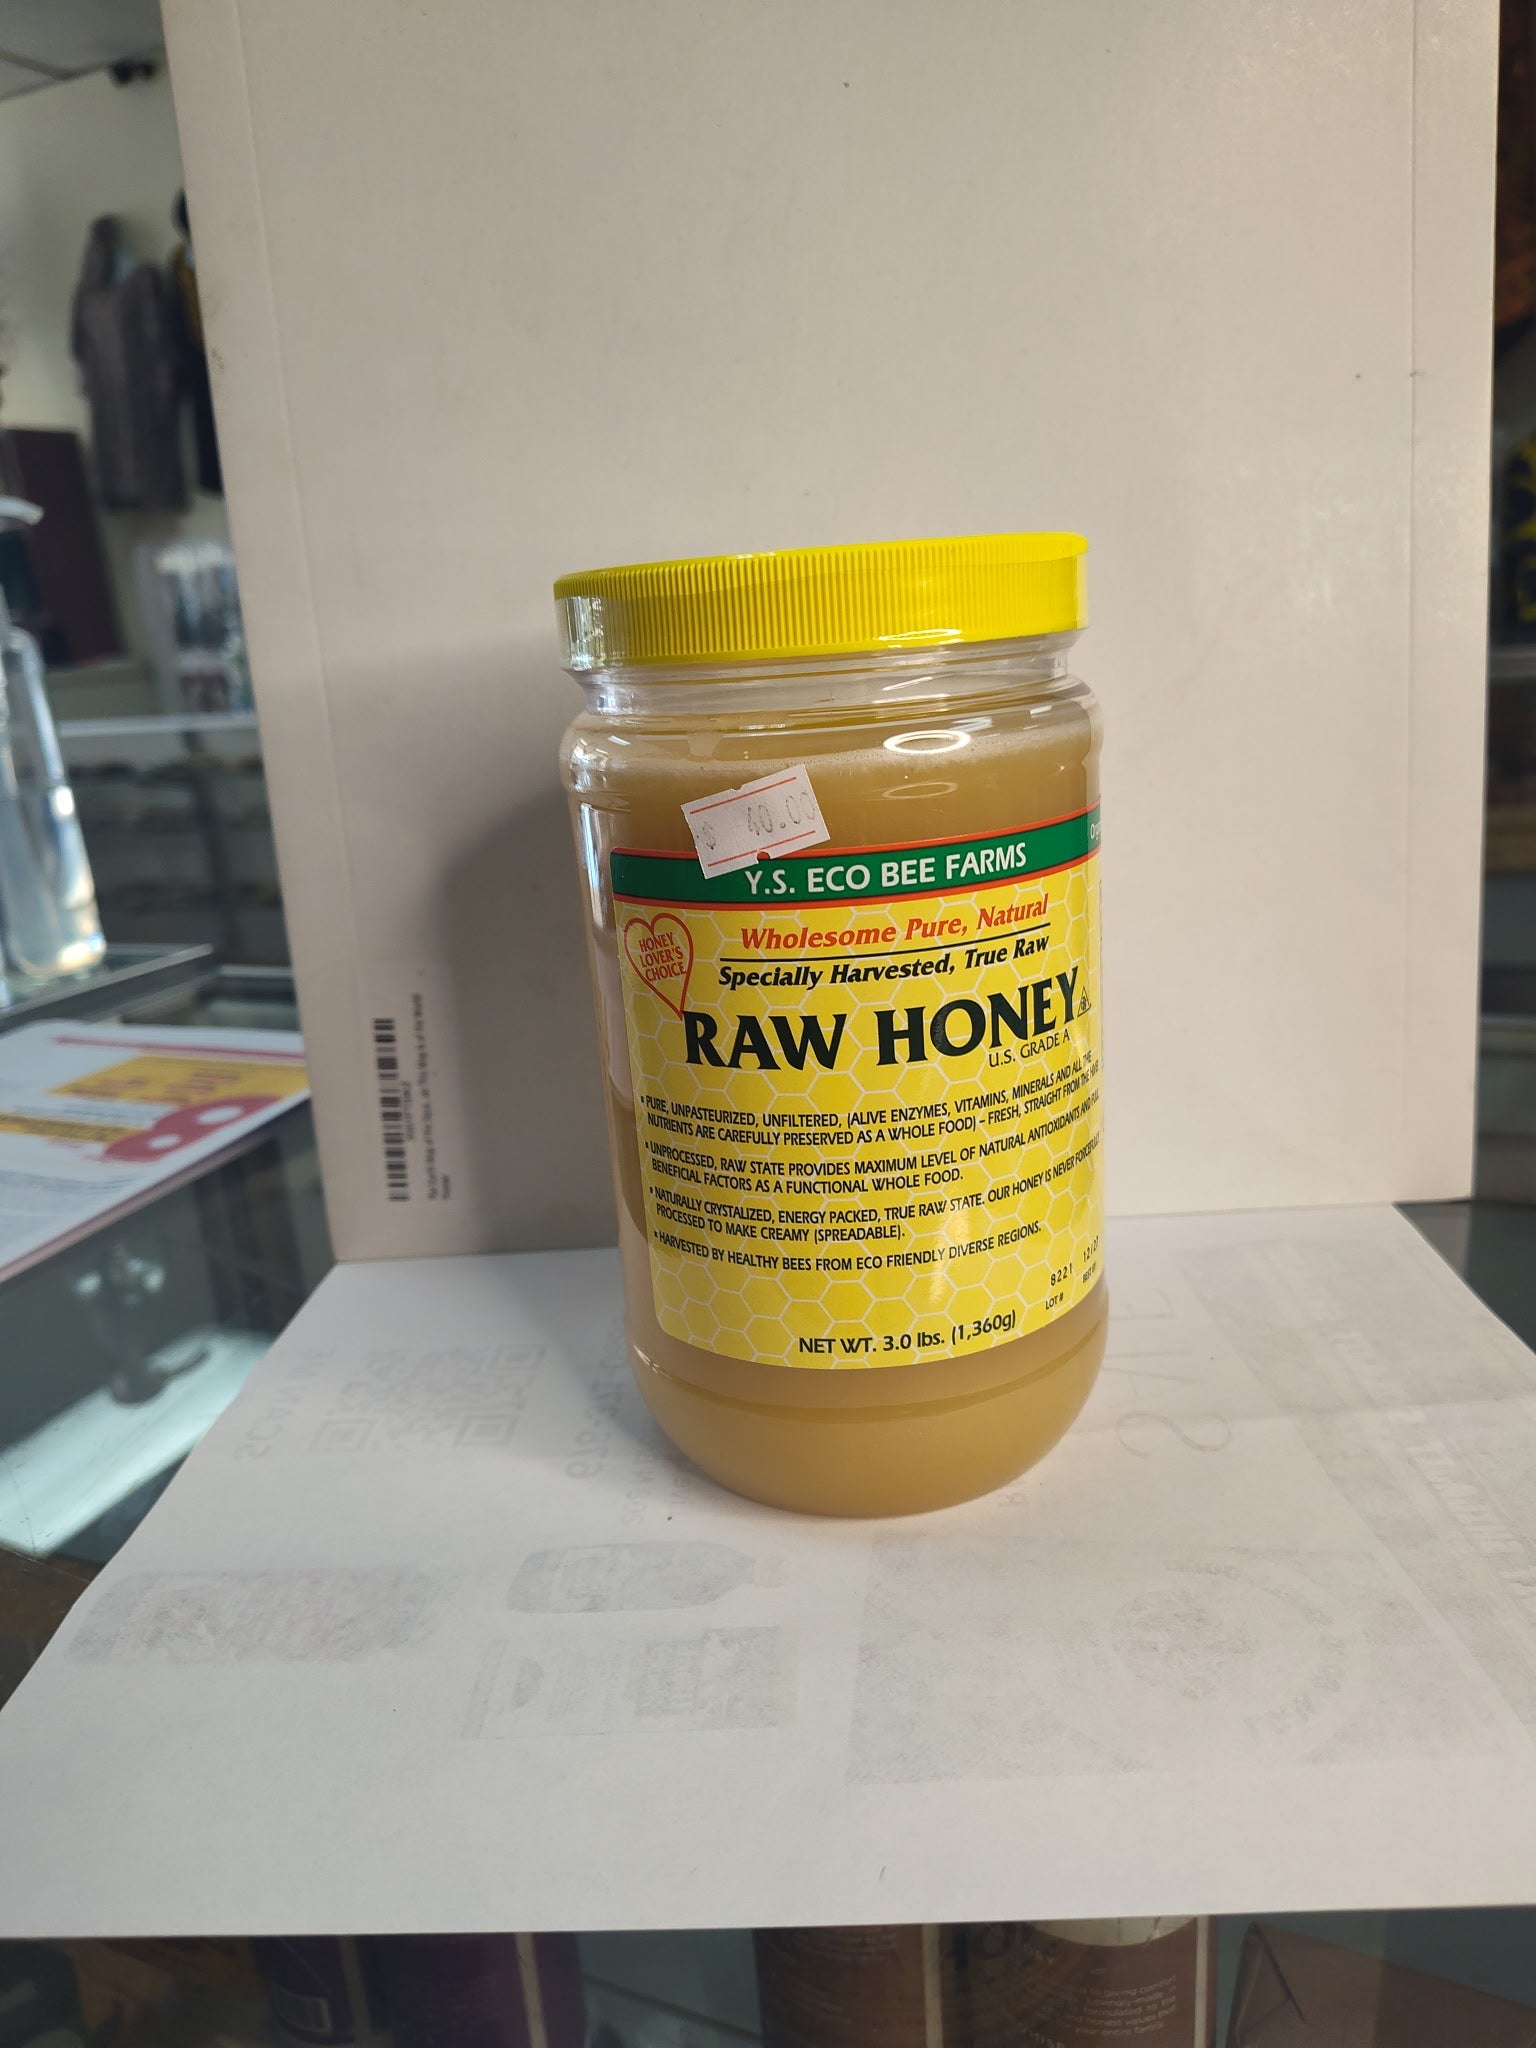 $ 40.00
Y.S. ECO BEE FARMS
HONEY
LOVER'S
CHOICE
Wholesome Pure, Natural
Specially Harvested, True Raw
RAW HONEY
U.S. GRADE A
• PURE, UNPASTEURIZED, UNFILTERED, (ALIVE ENZYMES, VITAMINS, MINERALS AND ALL THE
NUTRIENTS ARE CAREFULLY PRESERVED AS A WHOLE FOOD) – FRESH, STRAIGHT FROM THE HIVE.
• UNPROCESSED, RAW STATE PROVIDES MAXIMUM LEVEL OF NATURAL ANTIOXIDANTS AND FULL
BENEFICIAL FACTORS AS A FUNCTIONAL WHOLE FOOD.
• NATURALLY CRYSTALIZED, ENERGY PACKED, TRUE RAW STATE. OUR HONEY IS NEVER FORCEFULLY
PROCESSED TO MAKE CREAMY (SPREADABLE).
• HARVESTED BY HEALTHY BEES FROM ECO FRIENDLY DIVERSE REGIONS.
8221
LOT #
NET WT. 3.0 lbs. (1,360g)